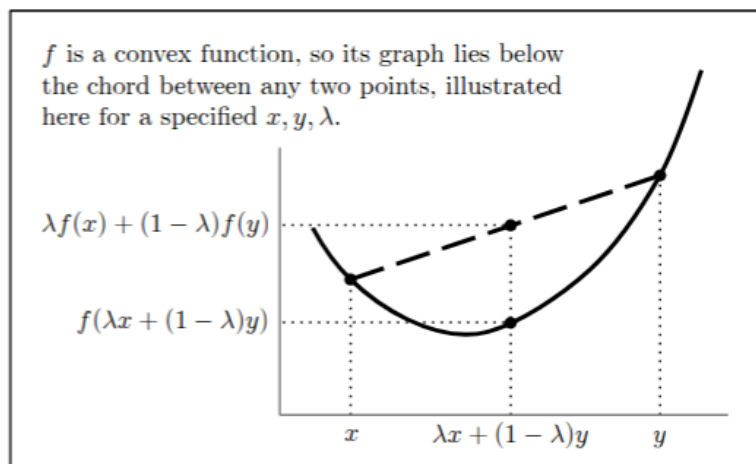 f is a convex function, so its graph lies below
the chord between any two points, illustrated
here for a specified x, y, λ.
λf(x) + (1 − λ)f(y)
f(λx + (1 − λ)y)
x
λx + (1 − λ)y
y